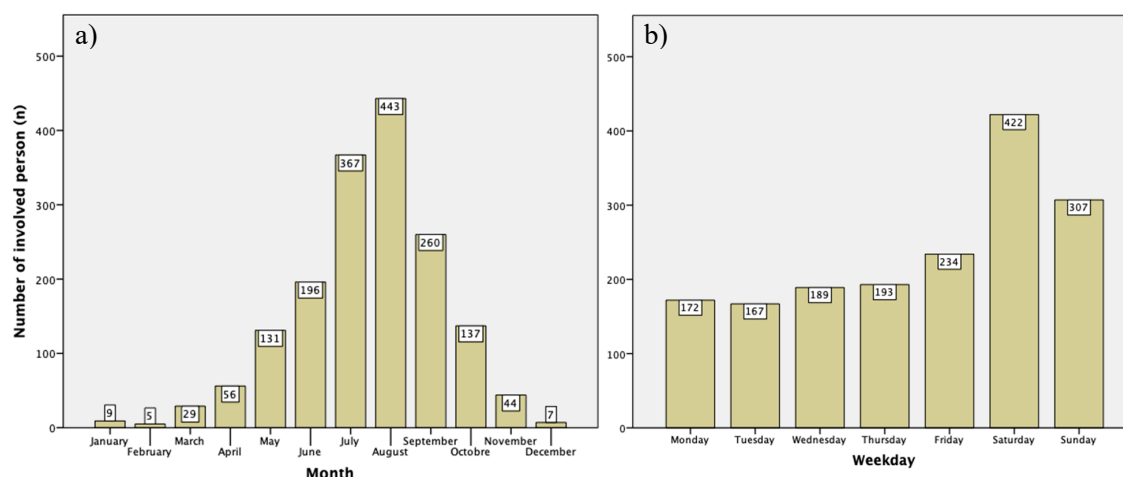 a)
Number of involved person (n)
500
400
300
200
100
0
9
5
29
56
131
196
367
443
260
137
44
7
January
February
March
April
May
June
July
August
September
Octobre
November
December
Month
b)
500
400
300
200
100
0
172
167
189
193
234
422
307
Monday
Tuesday
Wednesday
Thursday
Friday
Saturday
Sunday
Weekday